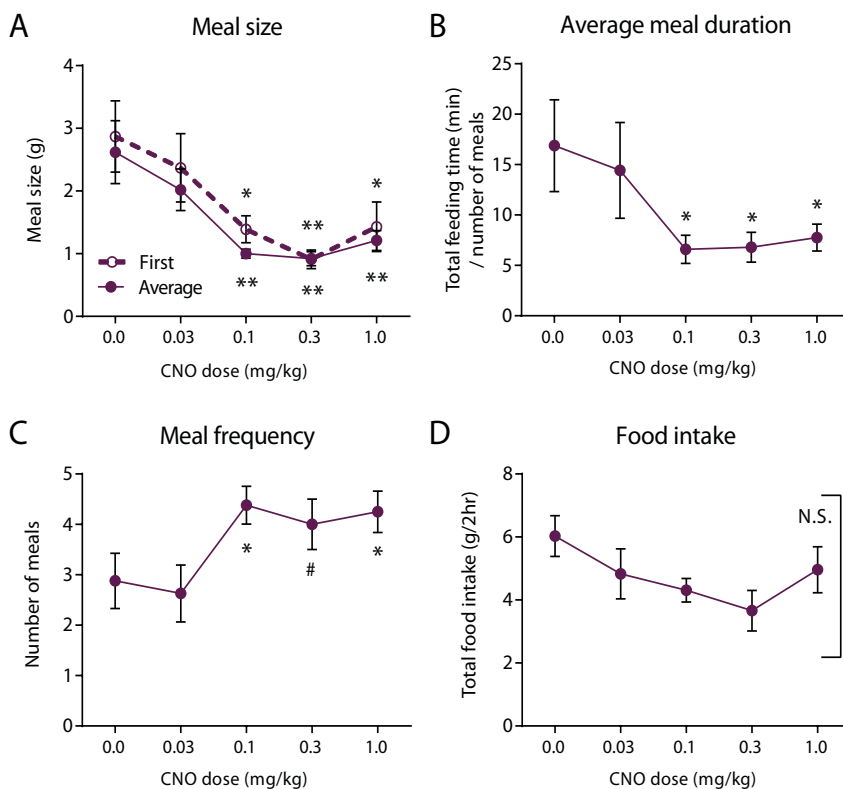 A
Meal size
Meal size (g)
4
3
2
1
0
*
**
*
**
**
**
First
Average
0.0
0.03
0.1
0.3
1.0
CNO dose (mg/kg)
B
Average meal duration
Total feeding time (min)
/ number of meals
25
20
15
10
5
0
*
*
*
0.0
0.03
0.1
0.3
1.0
CNO dose (mg/kg)
C
Meal frequency
Number of meals
5
4
3
2
1
0
*
#
*
0.0
0.03
0.1
0.3
1.0
CNO dose (mg/kg)
D
Food intake
Total food intake (g/2hr)
8
6
4
2
0
N.S.
0.0
0.03
0.1
0.3
1.0
CNO dose (mg/kg)